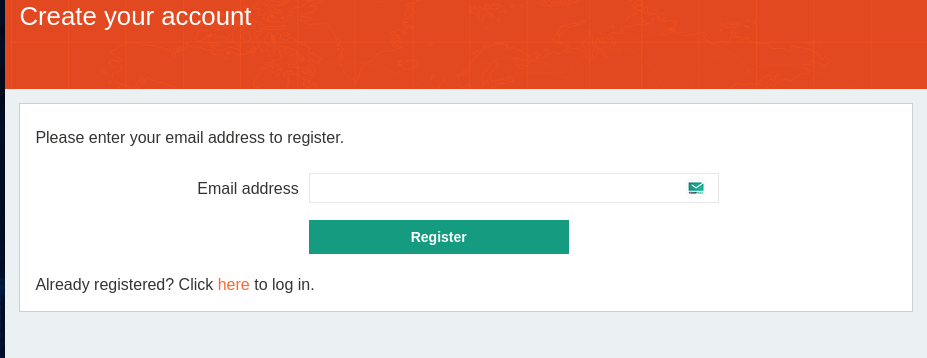 Create your account
Please enter your email address to register.
Email address
Register
Already registered? Click here to log in.